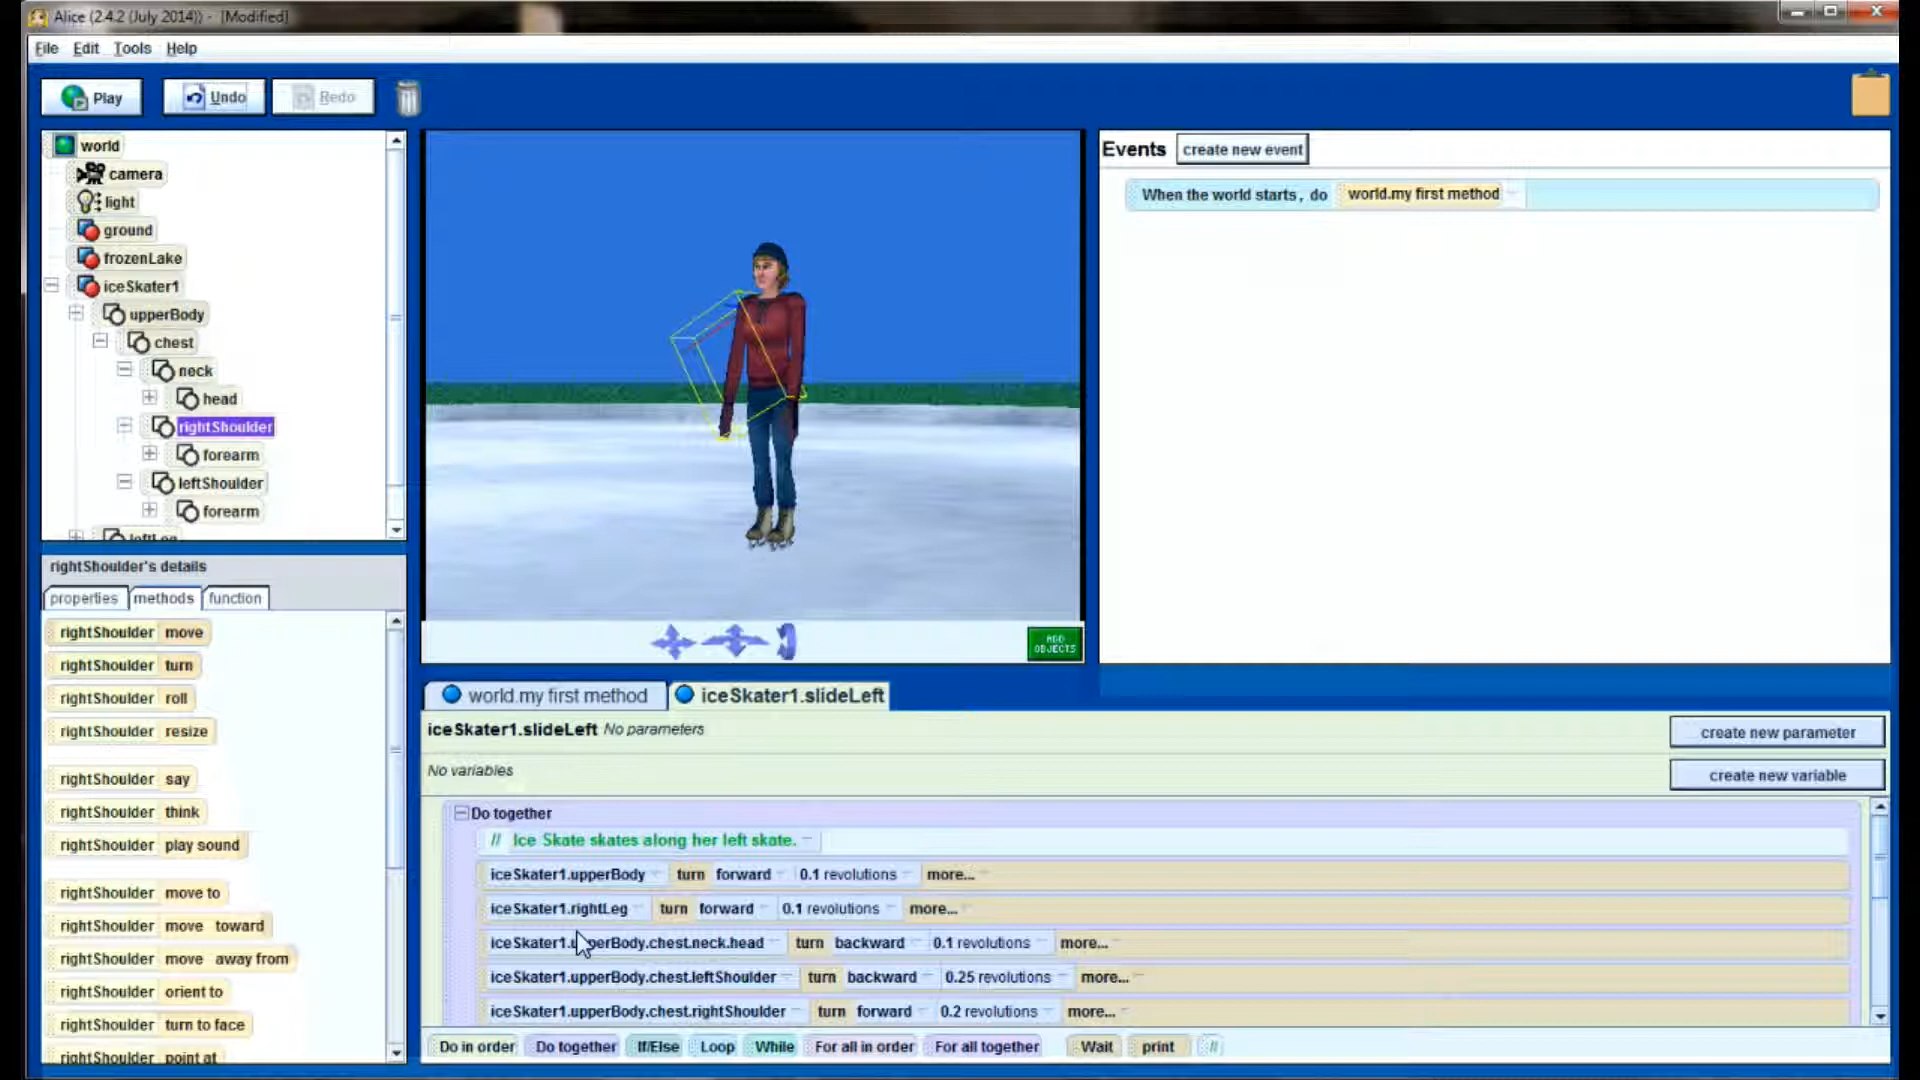 Alice (2.4.2 (July 2014)) - [Modified]
File Edit Tools Help
Play Undo Redo
world
camera
light
ground
frozenLake
iceSkater1
upperBody
chest
neck
head
rightShoulder
forearm
leftShoulder
forearm
leftLeg
rightShoulder's details
properties methods function
rightShoulder move
rightShoulder turn
rightShoulder roll
rightShoulder resize
rightShoulder say
rightShoulder think
rightShoulder play sound
rightShoulder move to
rightShoulder move toward
rightShoulder move away from
rightShoulder orient to
rightShoulder turn to face
rightShoulder point at
ADD
OBJECTS
Events create new event
When the world starts, do world.my first method
world.my first method iceSkater1.slideLeft
iceSkater1.slideLeft No parameters
create new parameter
No variables
create new variable
Do together
// Ice Skate skates along her left skate.
iceSkater1.upperBody turn forward 0.1 revolutions more...
iceSkater1.rightLeg turn forward 0.1 revolutions more...
iceSkater1.upperBody.chest.neck.head turn backward 0.1 revolutions more...
iceSkater1.upperBody.chest.leftShoulder turn backward 0.25 revolutions more...
iceSkater1.upperBody.chest.rightShoulder turn forward 0.2 revolutions more...
Do in order Do together If/Else Loop While For all in order For all together Wait print //